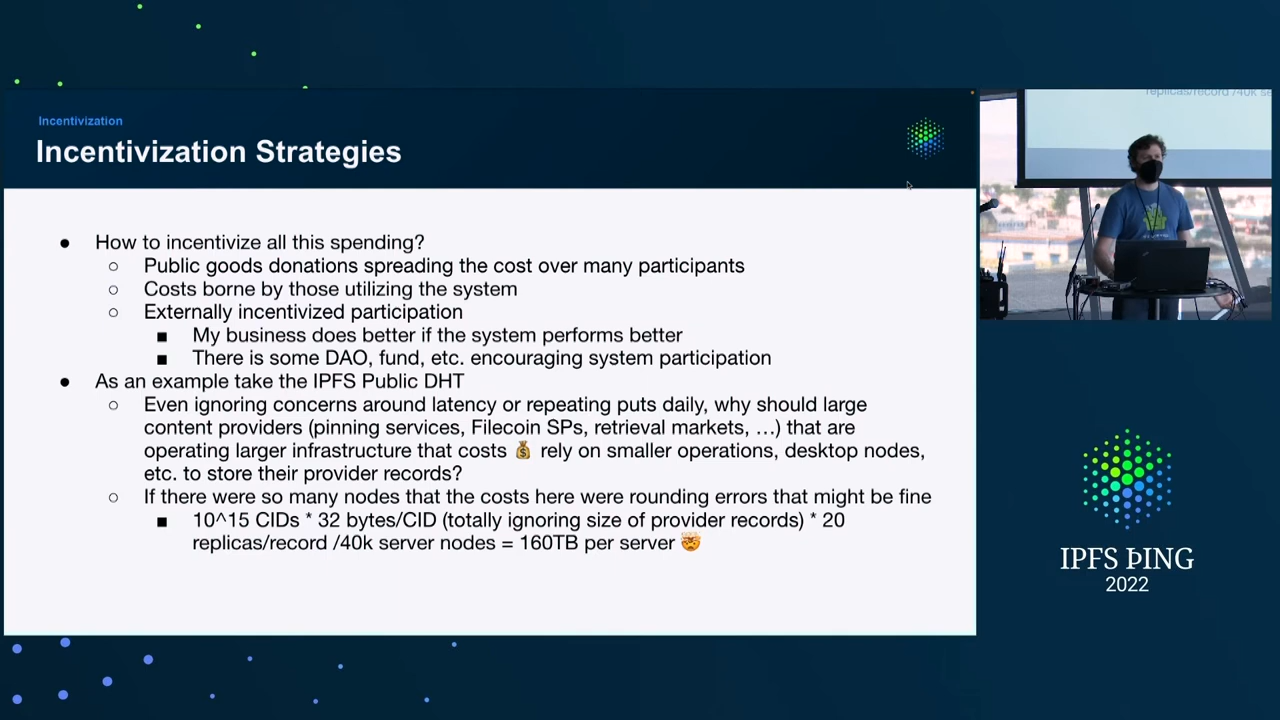 Incentivization
Incentivization Strategies
● How to incentivize all this spending?
○ Public goods donations spreading the cost over many participants
○ Costs borne by those utilizing the system
○ Externally incentivized participation
■ My business does better if the system performs better
■ There is some DAO, fund, etc. encouraging system participation
● As an example take the IPFS Public DHT
○ Even ignoring concerns around latency or repeating puts daily, why should large
content providers (pinning services, Filecoin SPs, retrieval markets, …) that are
operating larger infrastructure that costs 💰 rely on smaller operations, desktop nodes,
etc. to store their provider records?
○ If there were so many nodes that the costs here were rounding errors that might be fine
■ 10^15 CIDs * 32 bytes/CID (totally ignoring size of provider records) * 20
replicas/record /40k server nodes = 160TB per server 🤯
replicas/record /40k se
IPFS ÞING
2022